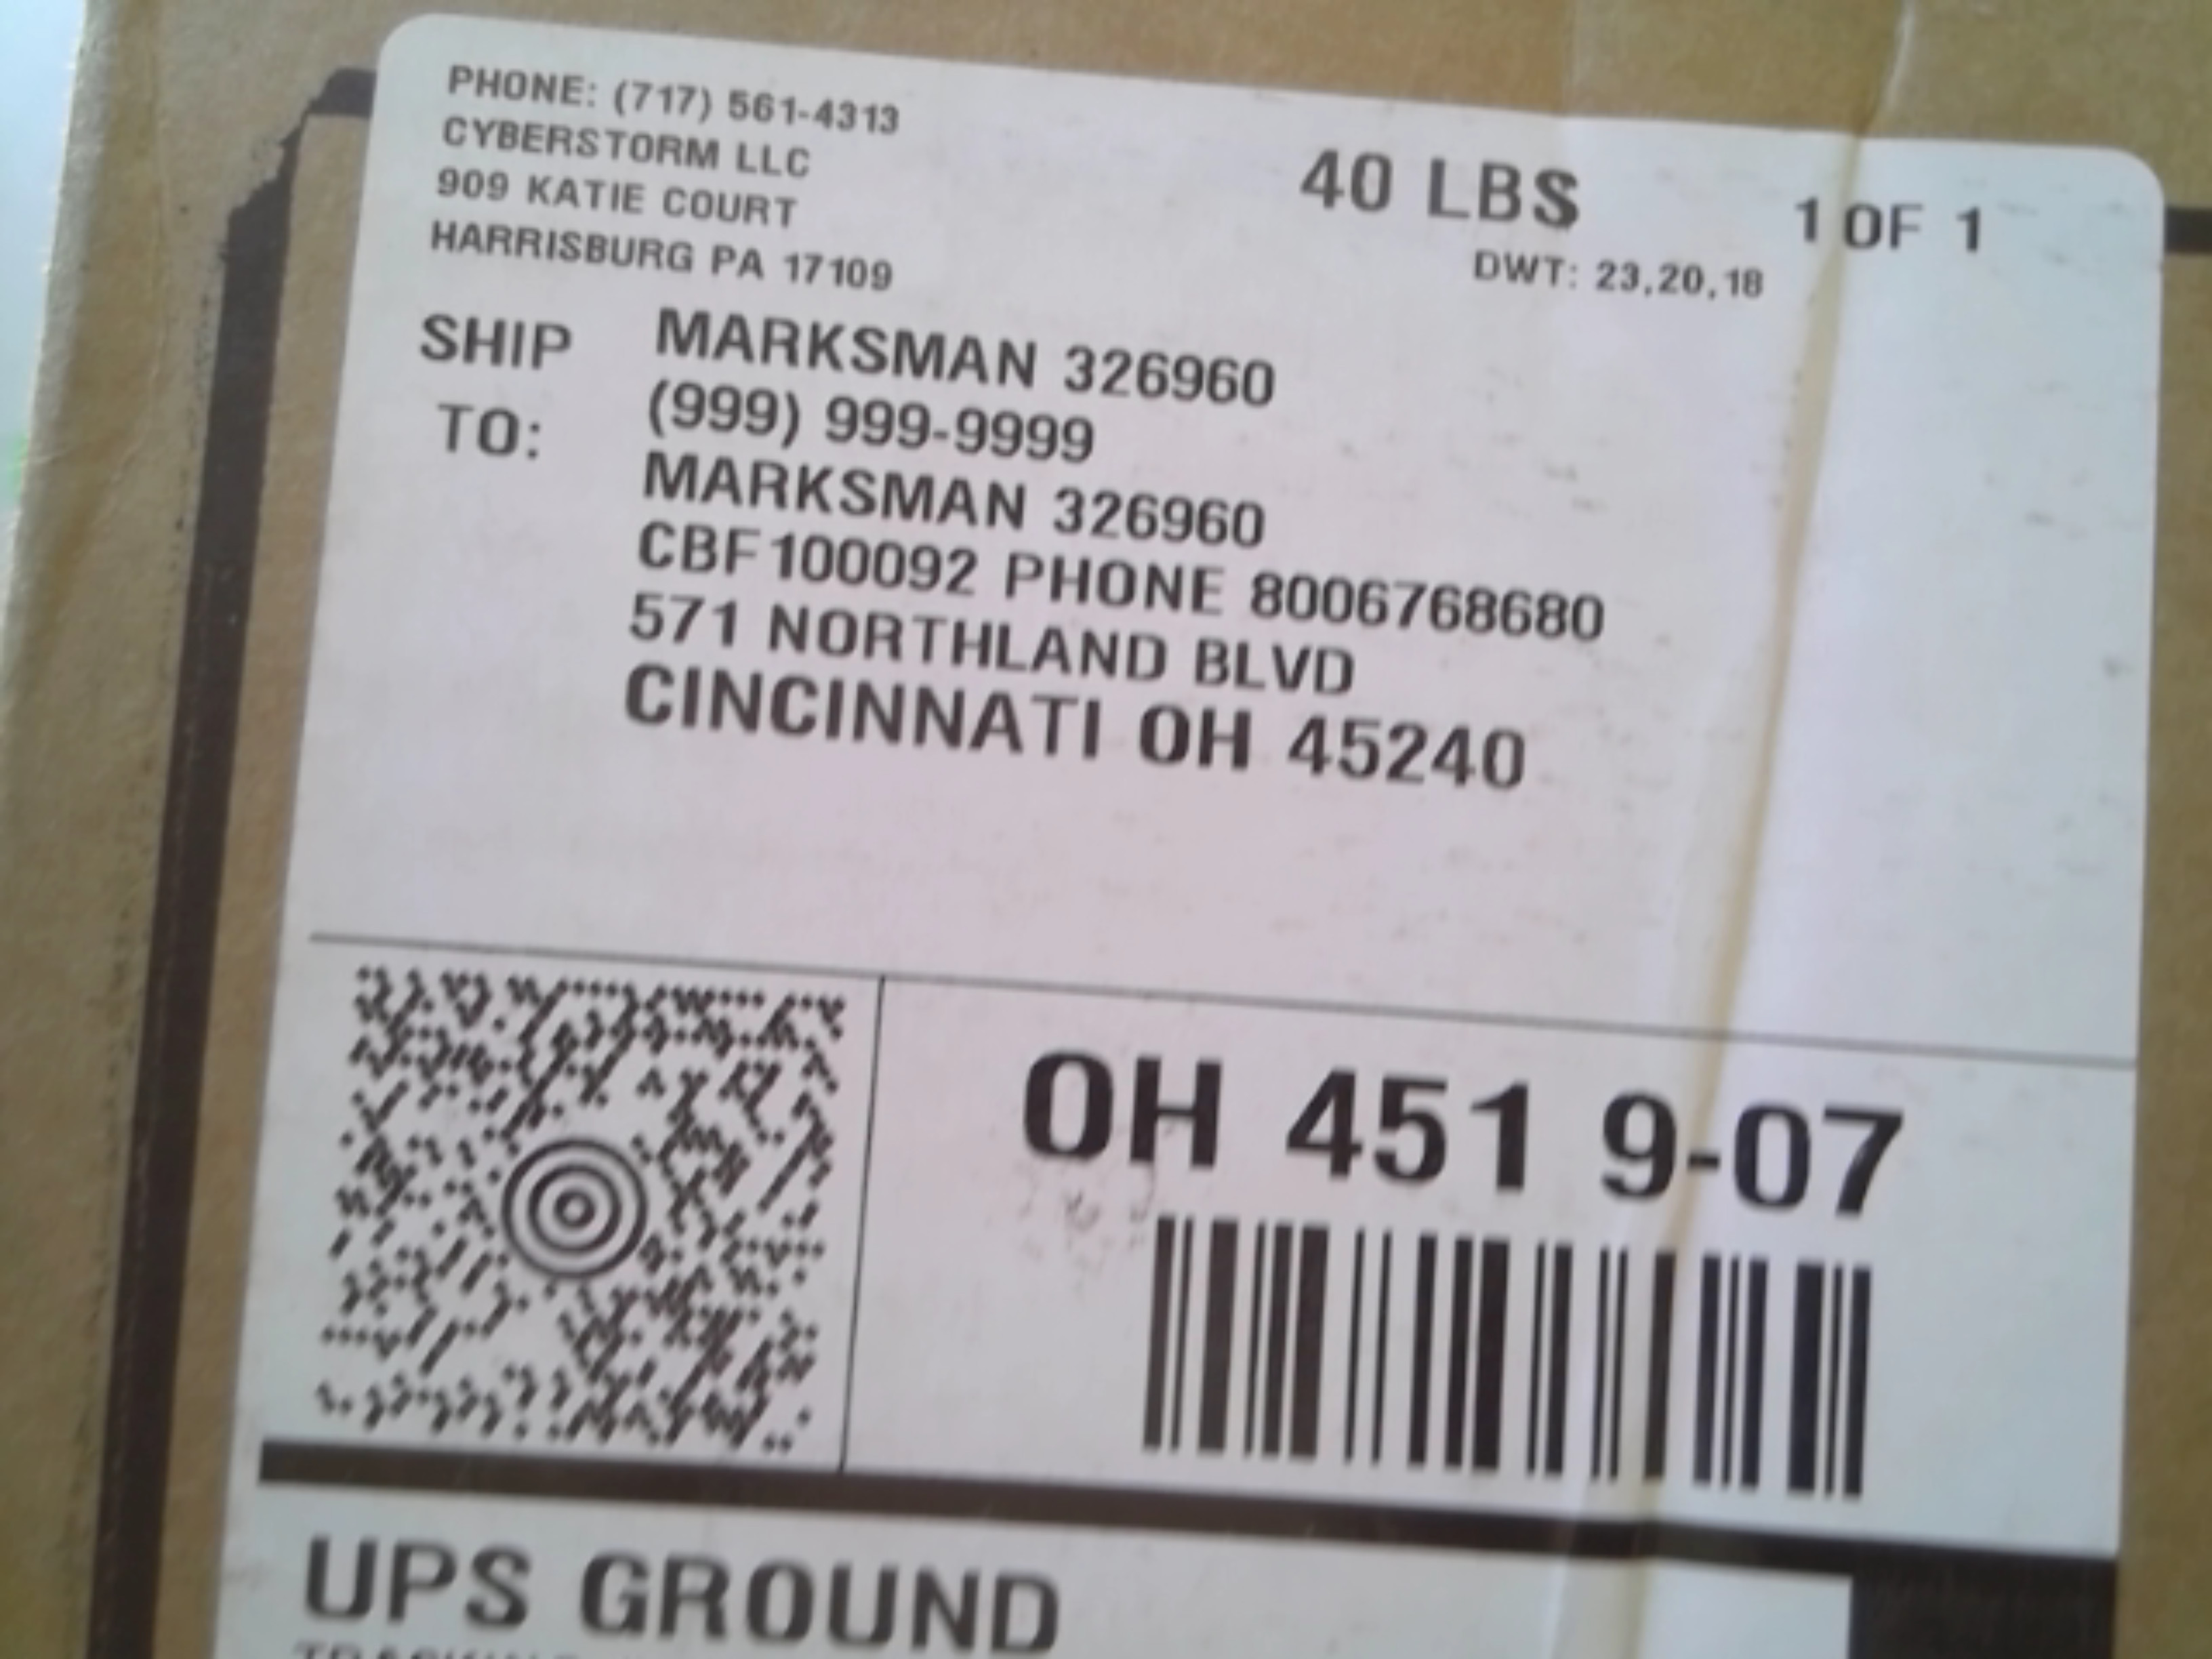 PHONE: (717) 561-4313
CYBERSTORM LLC
909 KATIE COURT
HARRISBURG PA 17109
40 LBS
1 OF 1
DWT: 23,20,18
SHIP
TO:
MARKSMAN 326960
(999) 999-9999
MARKSMAN 326960
CBF100092 PHONE 8006768680
571 NORTHLAND BLVD
CINCINNATI OH 45240
OH 451 9-07
UPS GROUND